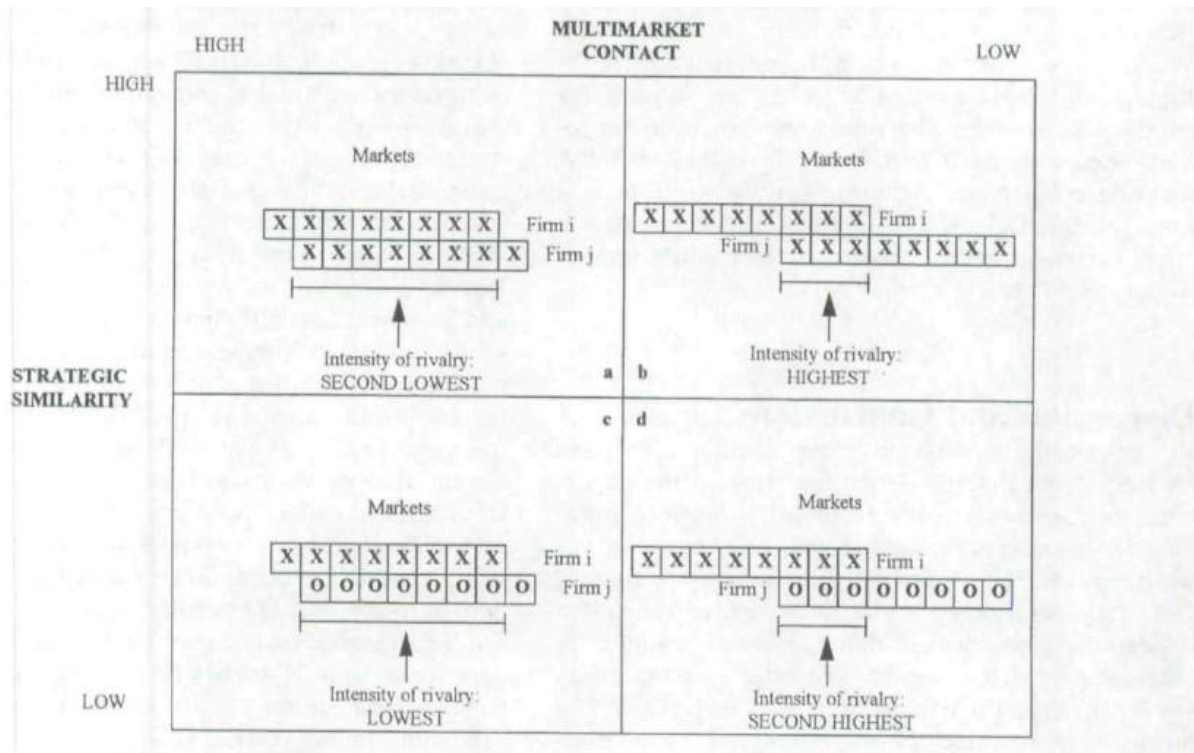 MULTIMARKET
CONTACT
HIGH
LOW
HIGH
Markets
X X X X X X X X Firm i
X X X X X X X X Firm j
Intensity of rivalry:
SECOND LOWEST
a
Markets
X X X X X X X X Firm i
Firm j X X X X X X X X
Intensity of rivalry:
HIGHEST
b
STRATEGIC
SIMILARITY
c
Markets
X X X X X X X X Firm i
O O O O O O O O Firm j
Intensity of rivalry:
LOWEST
d
Markets
X X X X X X X X Firm i
Firm j O O O O O O O O
Intensity of rivalry:
SECOND HIGHEST
LOW